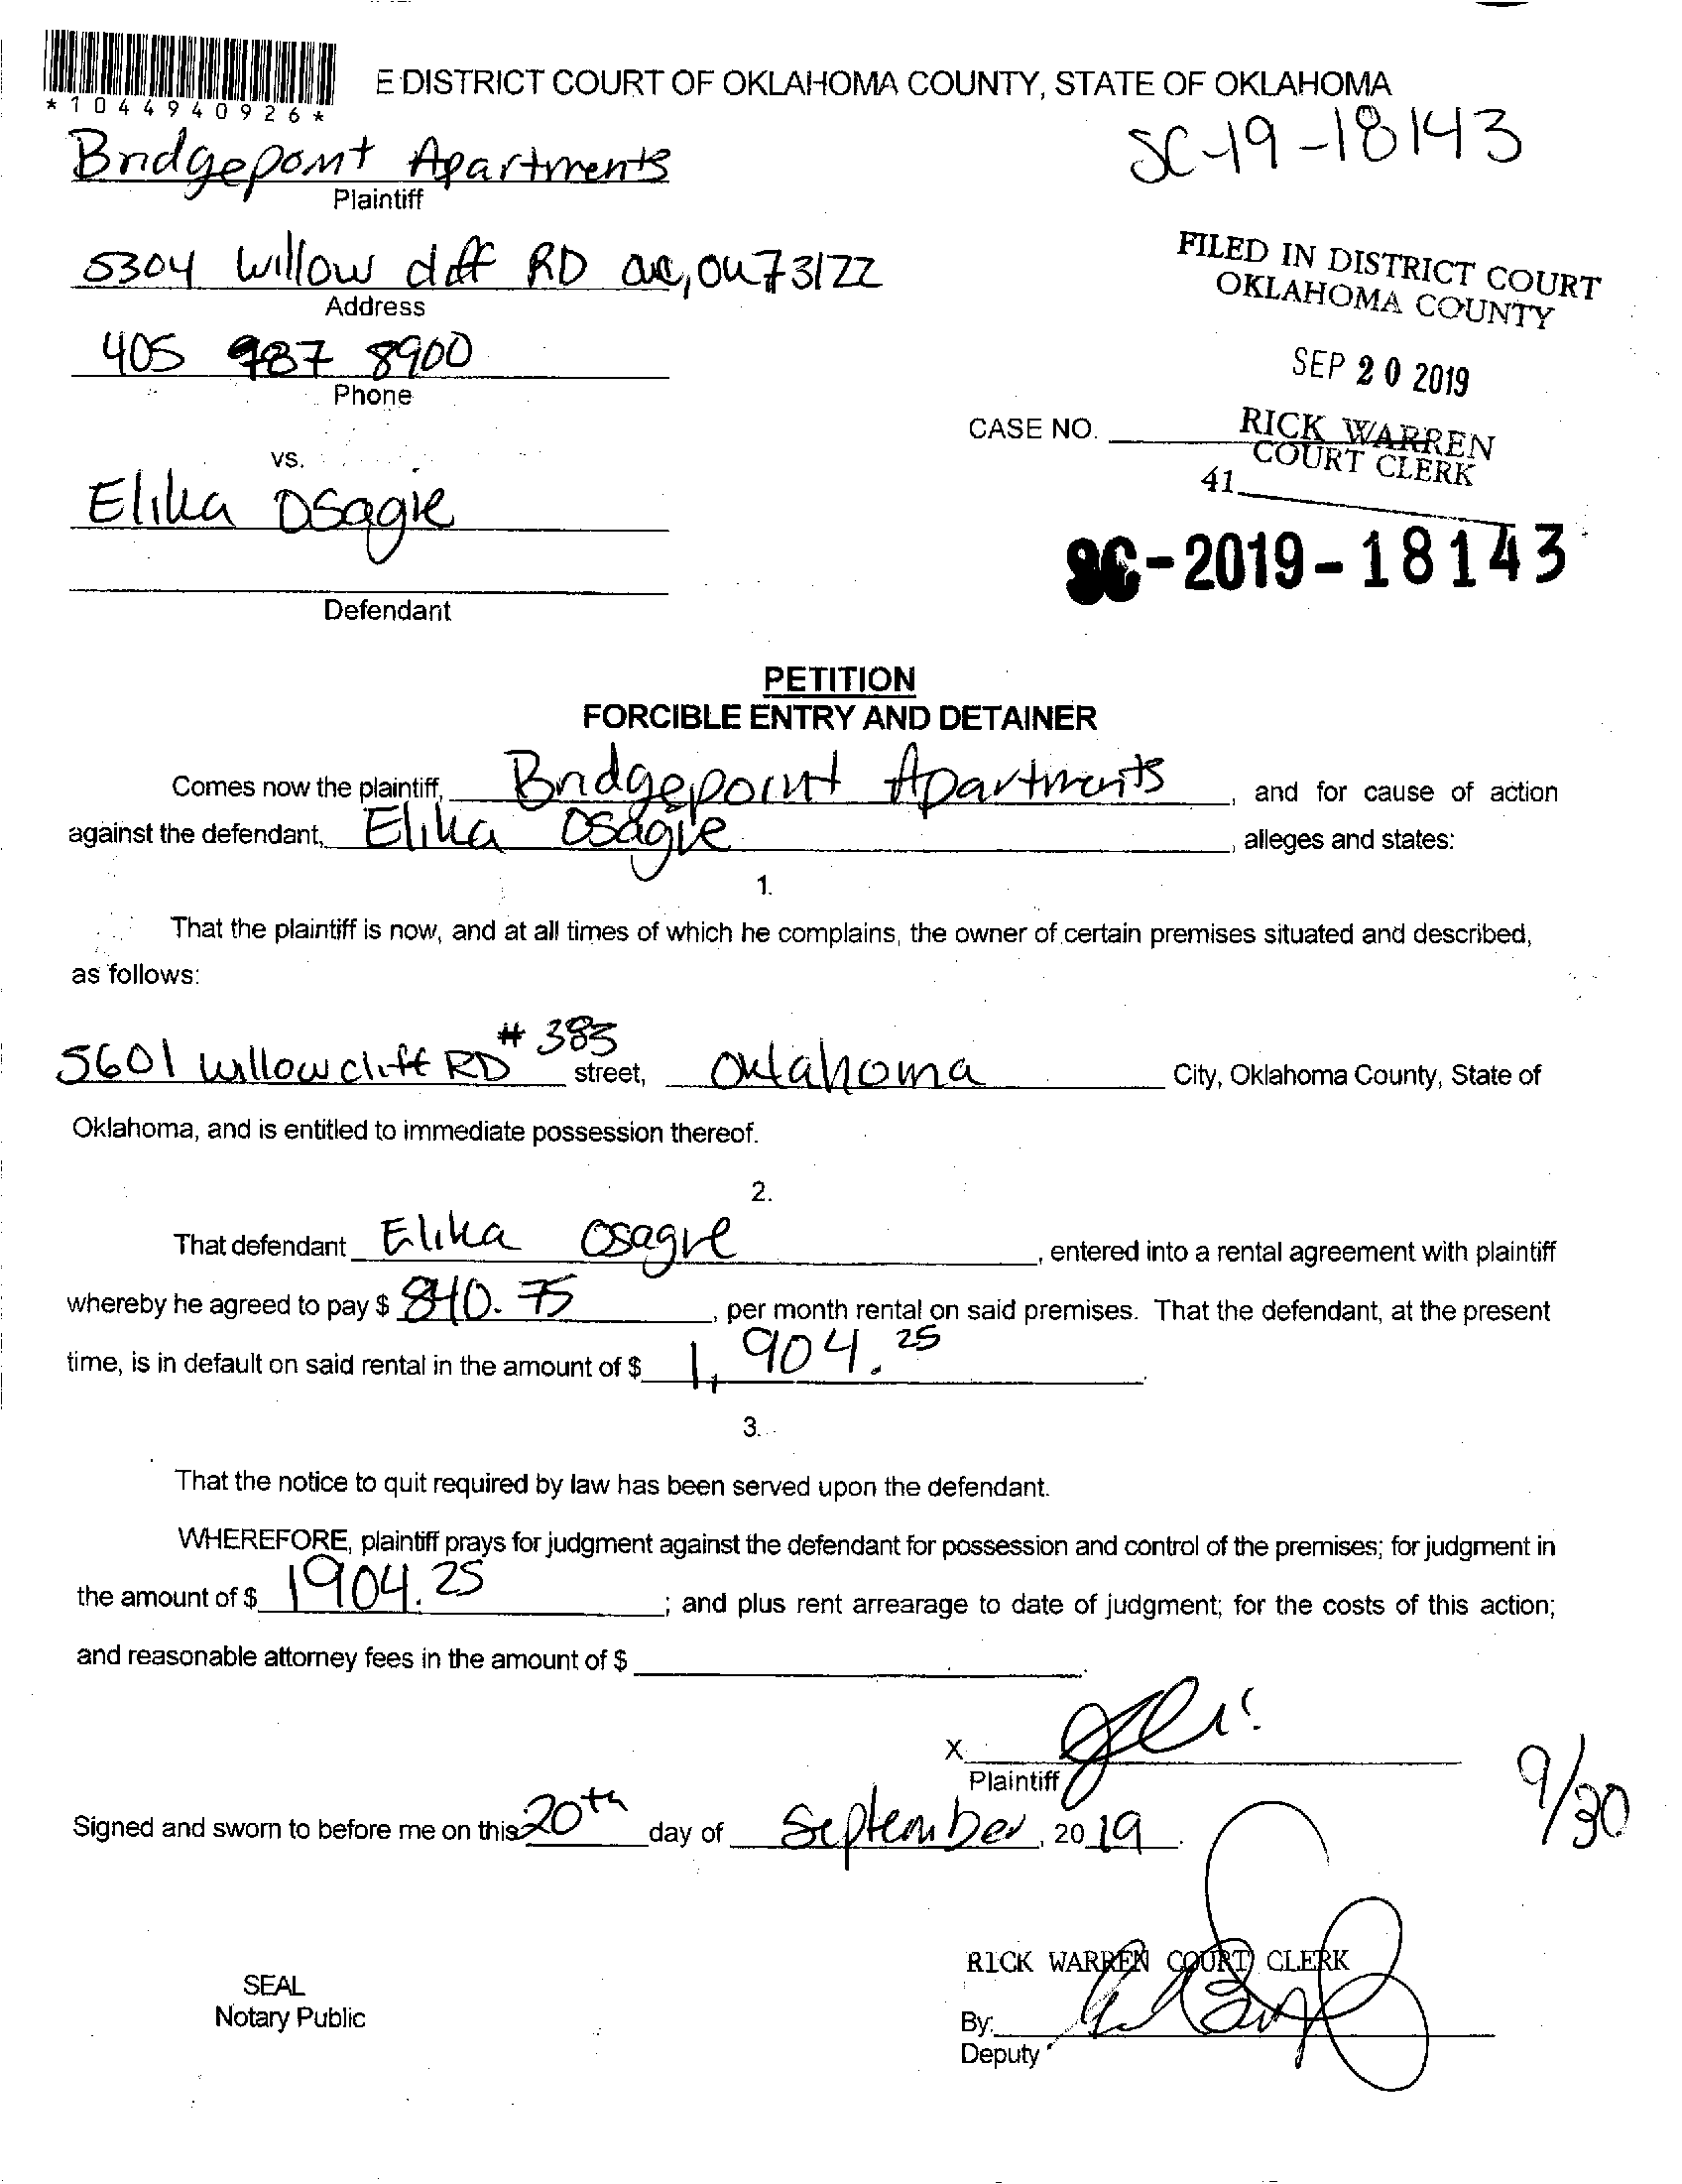 *1044940926*
E DISTRICT COURT OF OKLAHOMA COUNTY, STATE OF OKLAHOMA
SC-19-18143
Bridgepoint Apartments
Plaintiff
5304 Willow cliff RD OKC, OK 73122
Address
405 987 8900
Phone
FILED IN DISTRICT COURT
OKLAHOMA COUNTY
SEP 20 2019
RICK WARREN
COURT CLERK
41
CASE NO.
vs.
Elika Osagie
Defendant
SC-2019-18143
PETITION
FORCIBLE ENTRY AND DETAINER
Comes now the plaintiff, Bridgepoint Apartments, and for cause of action
against the defendant, Elika Osagie, alleges and states:
1.
That the plaintiff is now, and at all times of which he complains, the owner of certain premises situated and described,
as follows:
5601 Willow cliff RD # 383 street, Oklahoma City, Oklahoma County, State of
Oklahoma, and is entitled to immediate possession thereof.
2.
That defendant Elika Osagie, entered into a rental agreement with plaintiff
whereby he agreed to pay $ 840.75, per month rental on said premises. That the defendant, at the present
time, is in default on said rental in the amount of $ 1,904.25.
3.
That the notice to quit required by law has been served upon the defendant.
WHEREFORE, plaintiff prays for judgment against the defendant for possession and control of the premises; for judgment in
the amount of $ 1904.25; and plus rent arrearage to date of judgment; for the costs of this action;
and reasonable attorney fees in the amount of $ .
X
Plaintiff
9/30
Signed and sworn to before me on this 20th day of September, 2019.
RICK WARREN COURT CLERK
SEAL
Notary Public
By:
Deputy